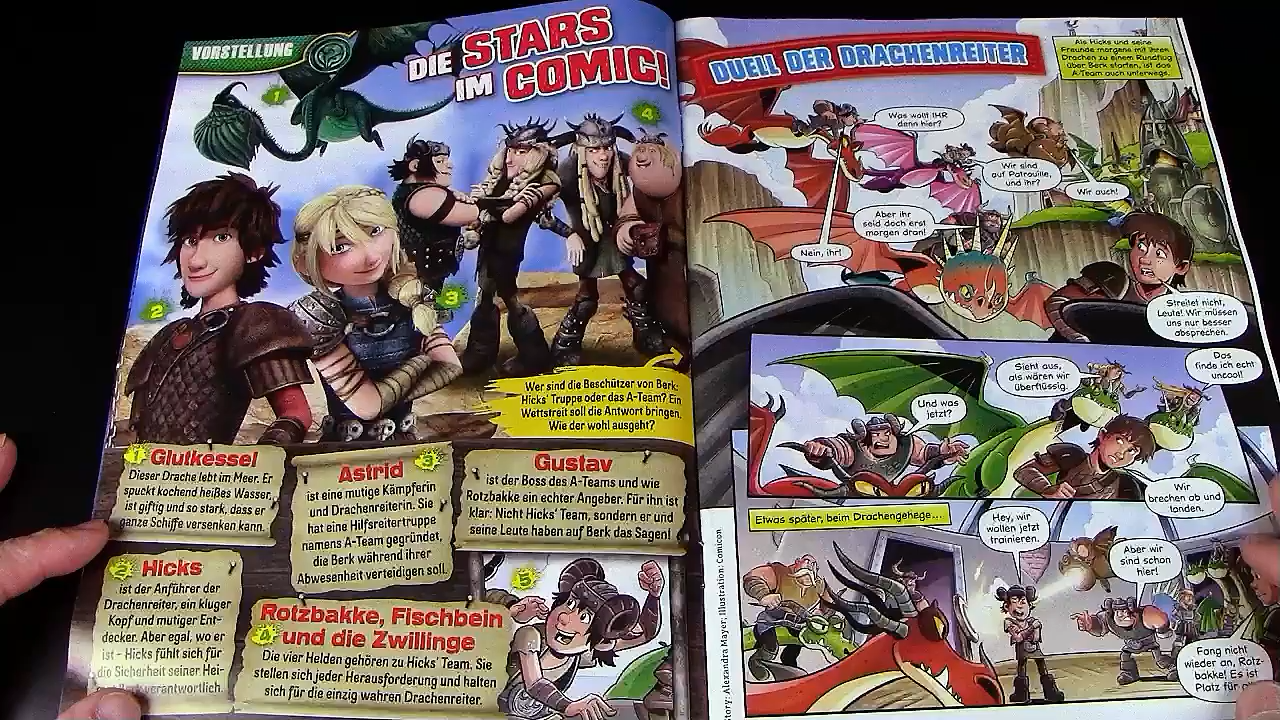 VORSTELLUNG
DIE STARS
IM COMIC!
1
4
2
3
Wer sind die Beschützer von Berk:
Hicks' Truppe oder das A-Team? Ein
Wettstreit soll die Antwort bringen.
Wie der wohl ausgeht?
1 Glutkessel
Dieser Drache lebt im Meer. Er
spuckt kochend heißes Wasser,
ist giftig und so stark, dass er
ganze Schiffe versenken kann.
2 Hicks
ist der Anführer der
Drachenreiter, ein kluger
Kopf und mutiger Ent-
decker. Aber egal, wo er
ist – Hicks fühlt sich für
die Sicherheit seiner Hei-
verantwortlich.
Astrid 3
ist eine mutige Kämpferin
und Drachenreiterin. Sie
hat eine Hilfsreitertruppe
namens A-Team gegründet,
die Berk während ihrer
Abwesenheit verteidigen soll.
Gustav
ist der Boss des A-Teams und wie
Rotzbakke ein echter Angeber. Für ihn ist
klar: Nicht Hicks' Team, sondern er und
seine Leute haben auf Berk das Sagen!
Rotzbakke, Fischbein
4 und die Zwillinge
Die vier Helden gehören zu Hicks' Team. Sie
stellen sich jeder Herausforderung und halten
sich für die einzig wahren Drachenreiter.
5
DUELL DER DRACHENREITER
Als Hicks und seine
Freunde morgens mit ihren
Drachen zu einem Rundflug
über Berk starten, ist das
A-Team auch unterwegs.
Was wollt IHR
denn hier?
Wir sind
auf Patrouille,
und ihr?
Wir auch!
Aber ihr
seid doch erst
morgen dran!
Nein, ihr!
Streitet nicht,
Leute! Wir müssen
uns nur besser
absprechen.
Und was
jetzt?
Sieht aus,
als wären wir
überflüssig.
Das
finde ich echt
uncool!
Wir
brechen ab und
landen.
Etwas später, beim Drachengehege...
Hey, wir
wollen jetzt
trainieren.
Aber wir
sind schon
hier!
Fang nicht
wieder an, Rotz-
bakke! Es ist
Platz für
Story: Alexandra Mayer; Illustration: Comicon